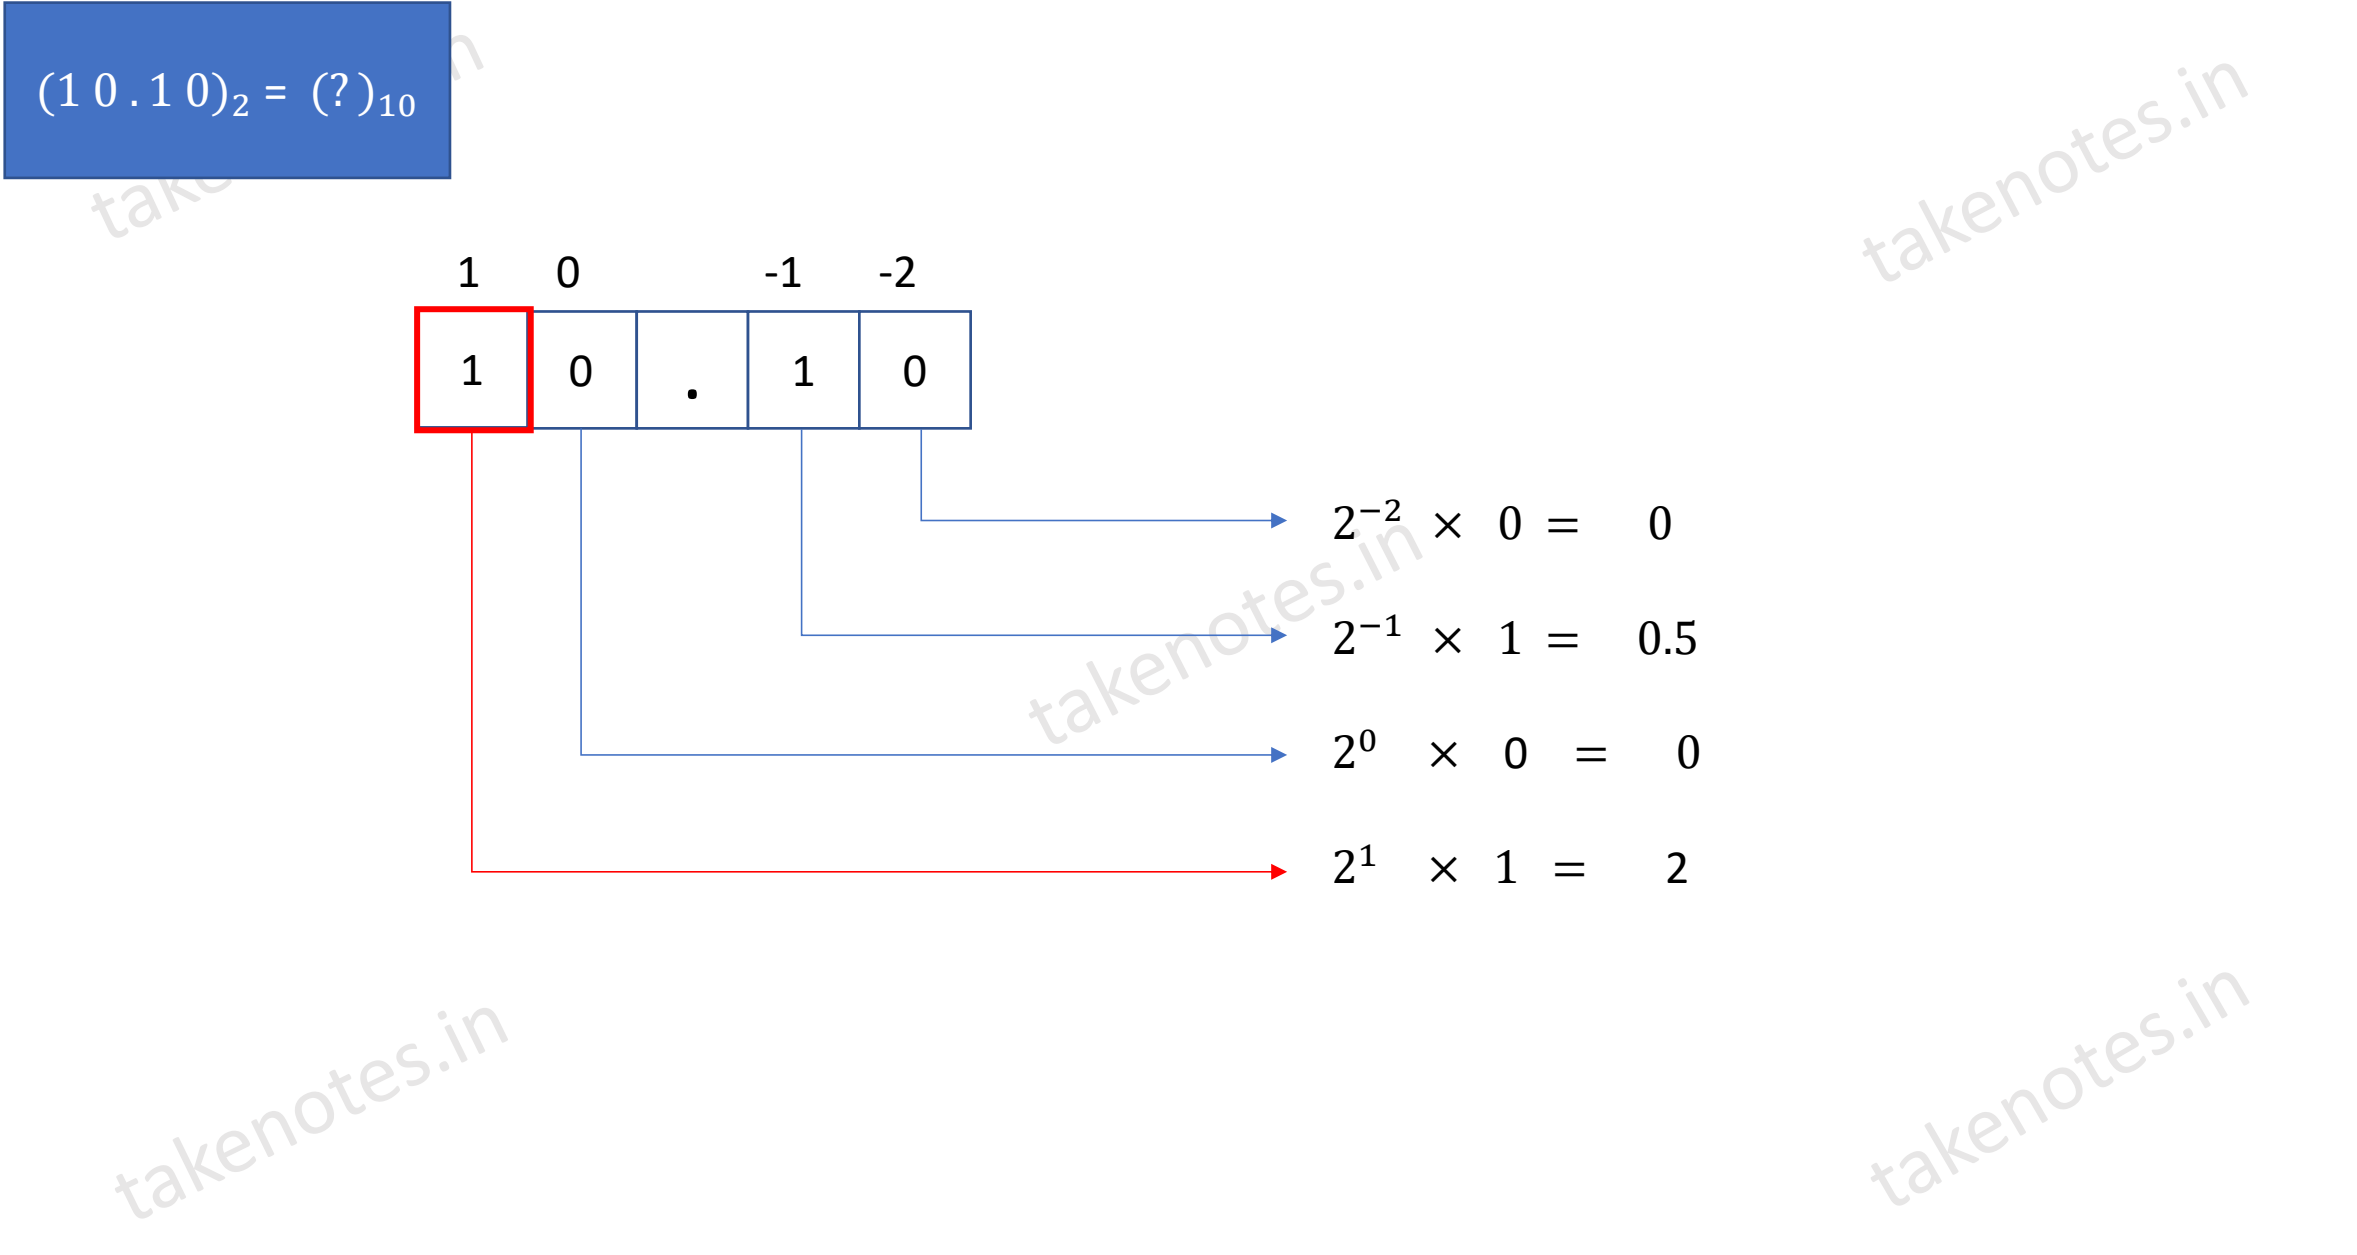 (1 0 . 1 0)₂ = (?)₁₀
takenotes.in
1 0 -1 -2
1 0 . 1 0
2⁻² × 0 = 0
takenotes.in
2⁻¹ × 1 = 0.5
2⁰ × 0 = 0
2¹ × 1 = 2
takenotes.in
takenotes.in